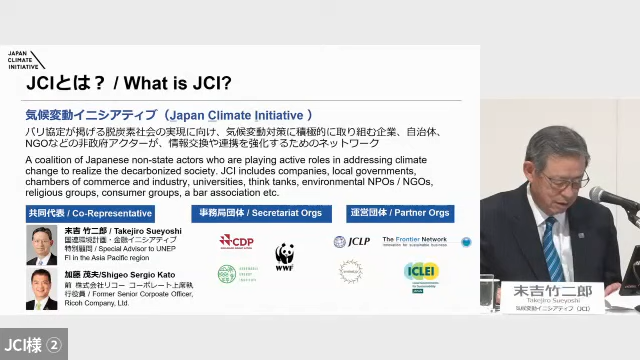 JAPAN
CLIMATE
INITIATIVE
JCIとは？ / What is JCI?
気候変動イニシアティブ（Japan Climate Initiative ）
パリ協定が掲げる脱炭素社会の実現に向け、気候変動対策に積極的に取り組む企業、自治体、
NGOなどの非政府アクターが、情報交換や連携を強化するためのネットワーク
A coalition of Japanese non-state actors who are playing active roles in addressing climate
change to realize the decarbonized society. JCI includes companies, local governments,
chambers of commerce and industry, universities, think tanks, environmental NPOs / NGOs,
religious groups, consumer groups, a bar association etc.
共同代表 / Co-Representative
末吉 竹二郎 / Takejiro Sueyoshi
国連環境計画・金融イニシアティブ
特別顧問 / Special Advisor to UNEP
FI in the Asia Pacific region
加藤 茂夫/Shigeo Sergio Kato
前 株式会社リコー コーポレート上席執
行役員 / Former Senior Corpoate Officer,
Ricoh Company, Ltd.
事務局団体 / Secretariat Orgs
CDP
WWF
運営団体 / Partner Orgs
JCLP
The Frontier Network
ICLEI
末吉竹二郎
Takejiro Sueyoshi
気候変動イニシアティブ（JCI）
JCI様 ②